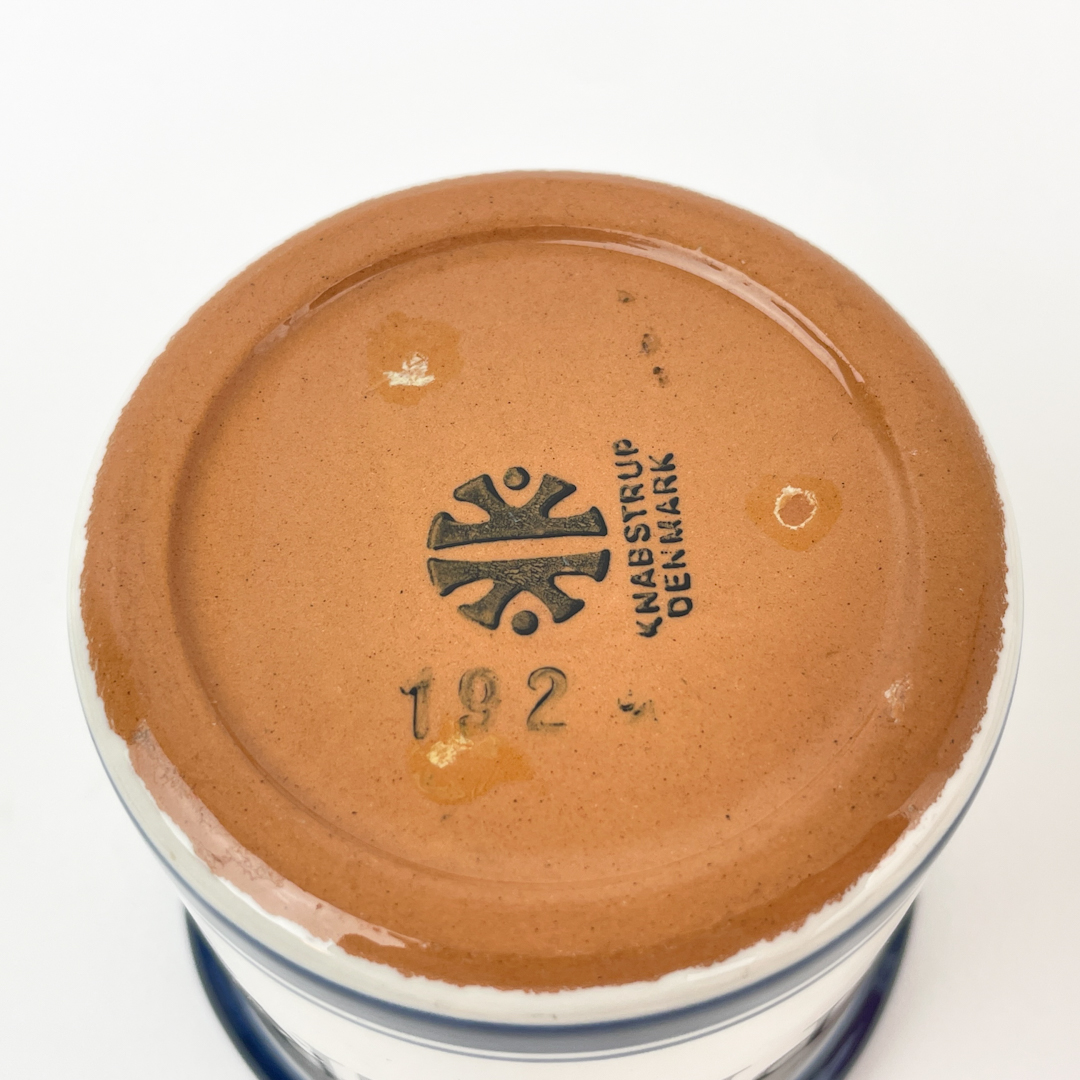 KNABSTRUP
DENMARK
192